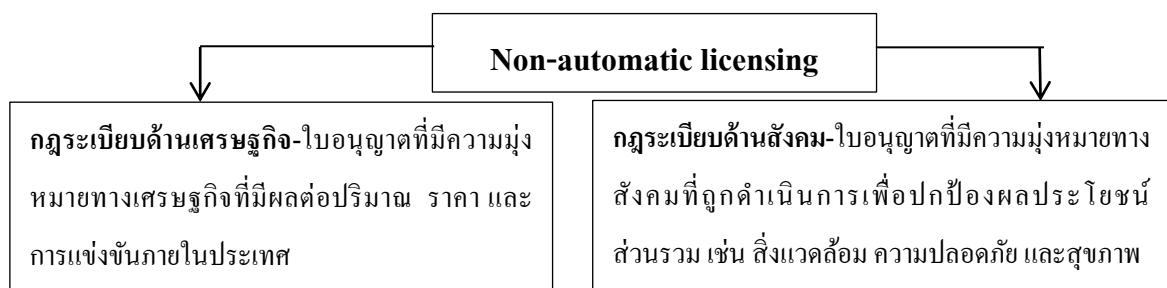 Non-automatic licensing
กฎระเบียบด้านเศรษฐกิจ-ใบอนุญาตที่มีความมุ่ง
หมายทางเศรษฐกิจที่มีผลต่อปริมาณ ราคา และ
การแข่งขันภายในประเทศ
กฎระเบียบด้านสังคม-ใบอนุญาตที่มีความมุ่งหมายทาง
สังคมที่ถูกดำเนินการเพื่อปกป้องผลประโยชน์
ส่วนรวม เช่น สิ่งแวดล้อม ความปลอดภัย และสุขภาพ